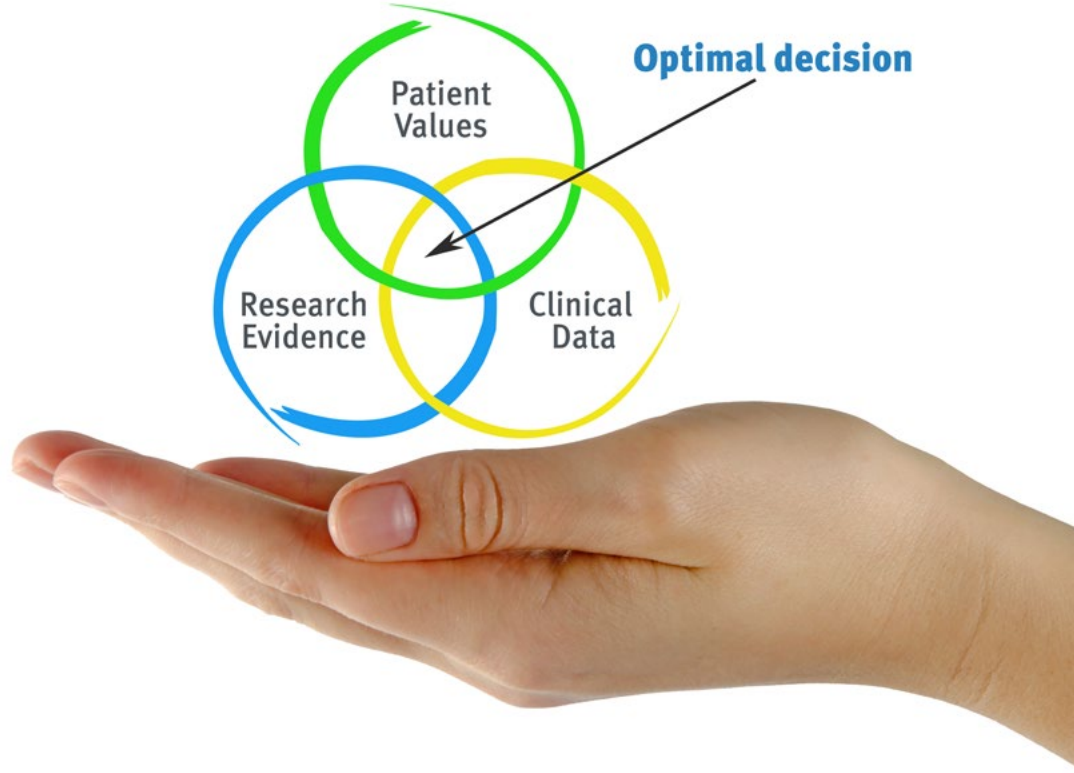 Optimal decision
Patient
Values
Research
Evidence
Clinical
Data